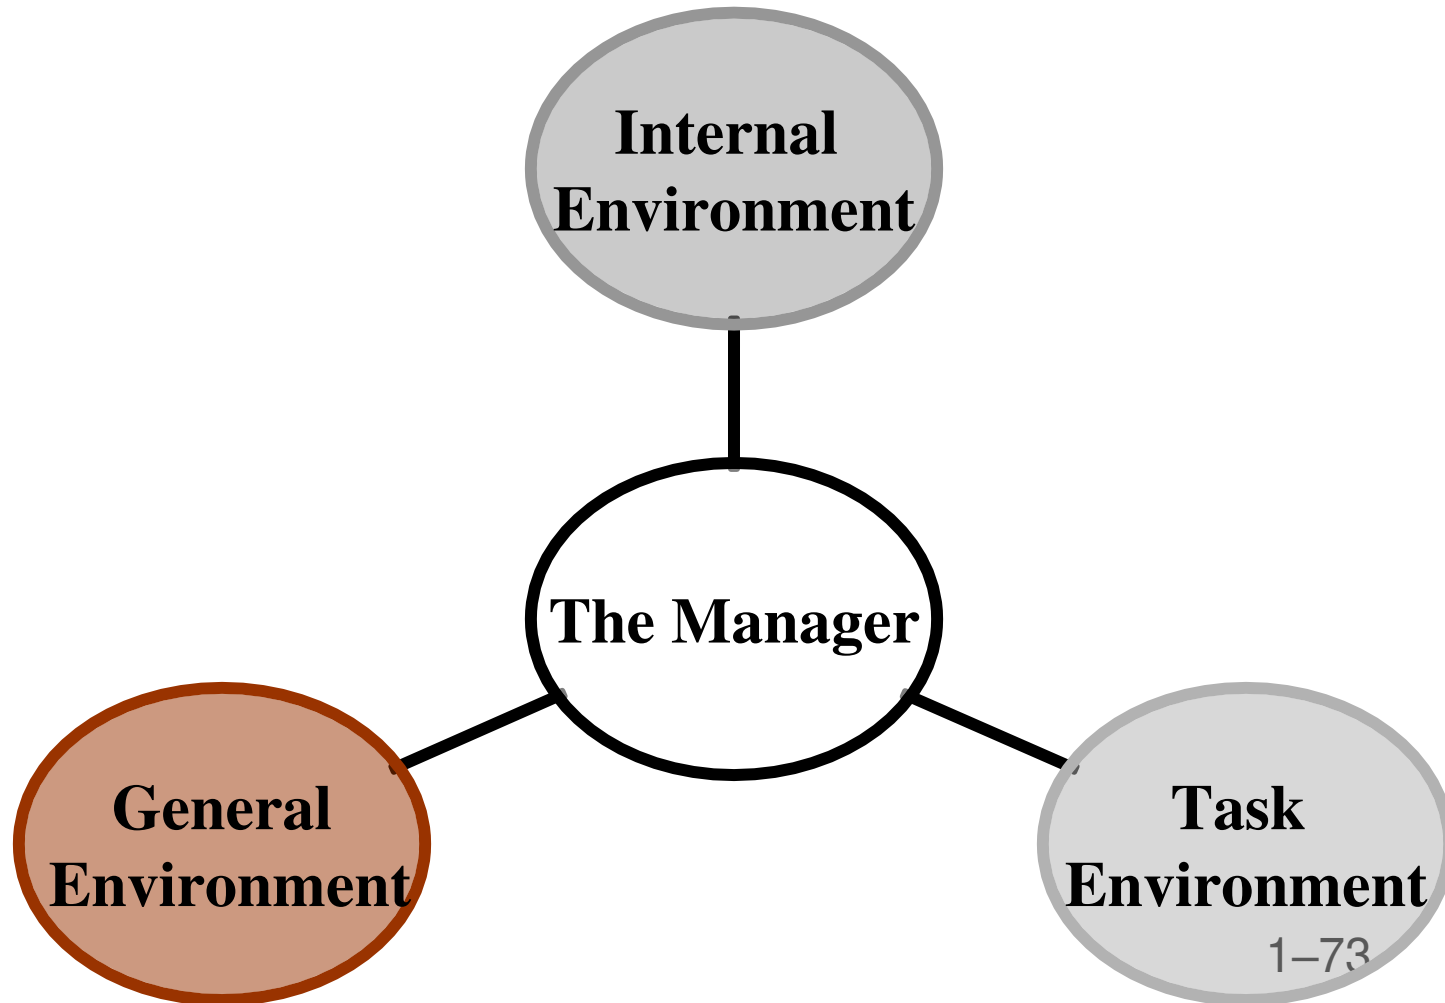 Internal
Environment
The Manager
General
Environment
Task
Environment
1–73